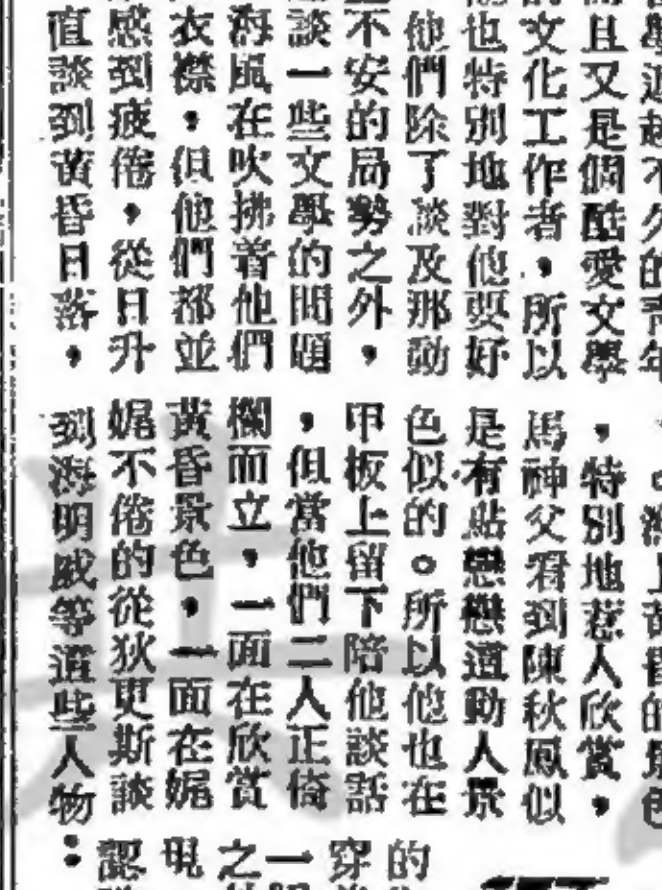 不久的青年
且又是個酷愛文學
的文化工作者,所以
也特別地對他要好
他們除了談及那動
不安的局勢之外,
談一些文學的問題
海風在吹拂着他們
衣襟,但他們都並
感到疲倦,從日升
直談到黃昏日落,
。海上黃昏的景色
,特別地惹人欣賞,
馬神父看到陳秋鳳似
是有點戀戀這動人景
色似的。所以他也在
甲板上留下陪他談話
,但當他們二人正倚
欄而立,一面在欣賞
黃昏景色,一面在娓
娓不倦的從狄更斯談
到海明威等這些人物:
的
穿
一
之
現
認